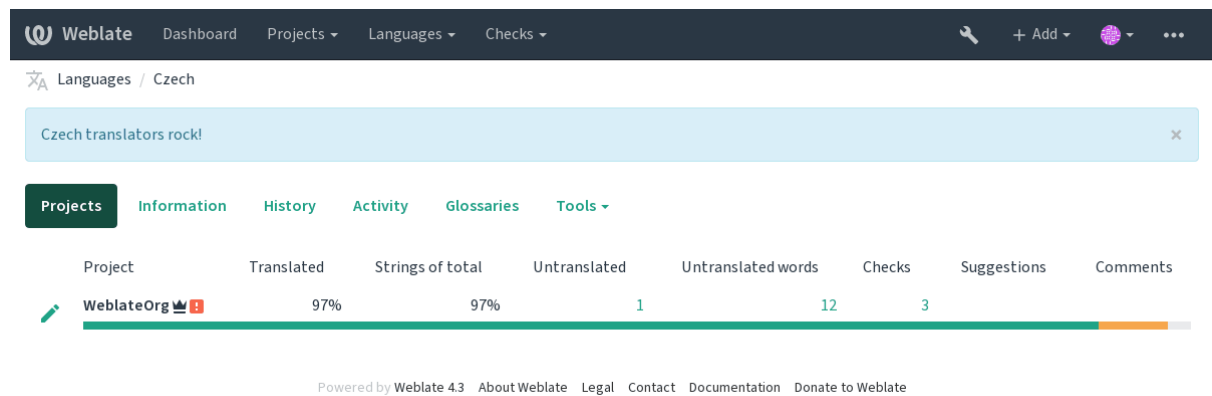 Weblate Dashboard Projects Languages Checks + Add
Languages / Czech
Czech translators rock! ×
Projects Information History Activity Glossaries Tools
Project Translated Strings of total Untranslated Untranslated words Checks Suggestions Comments
WeblateOrg 97% 97% 1 12 3
Powered by Weblate 4.3 About Weblate Legal Contact Documentation Donate to Weblate